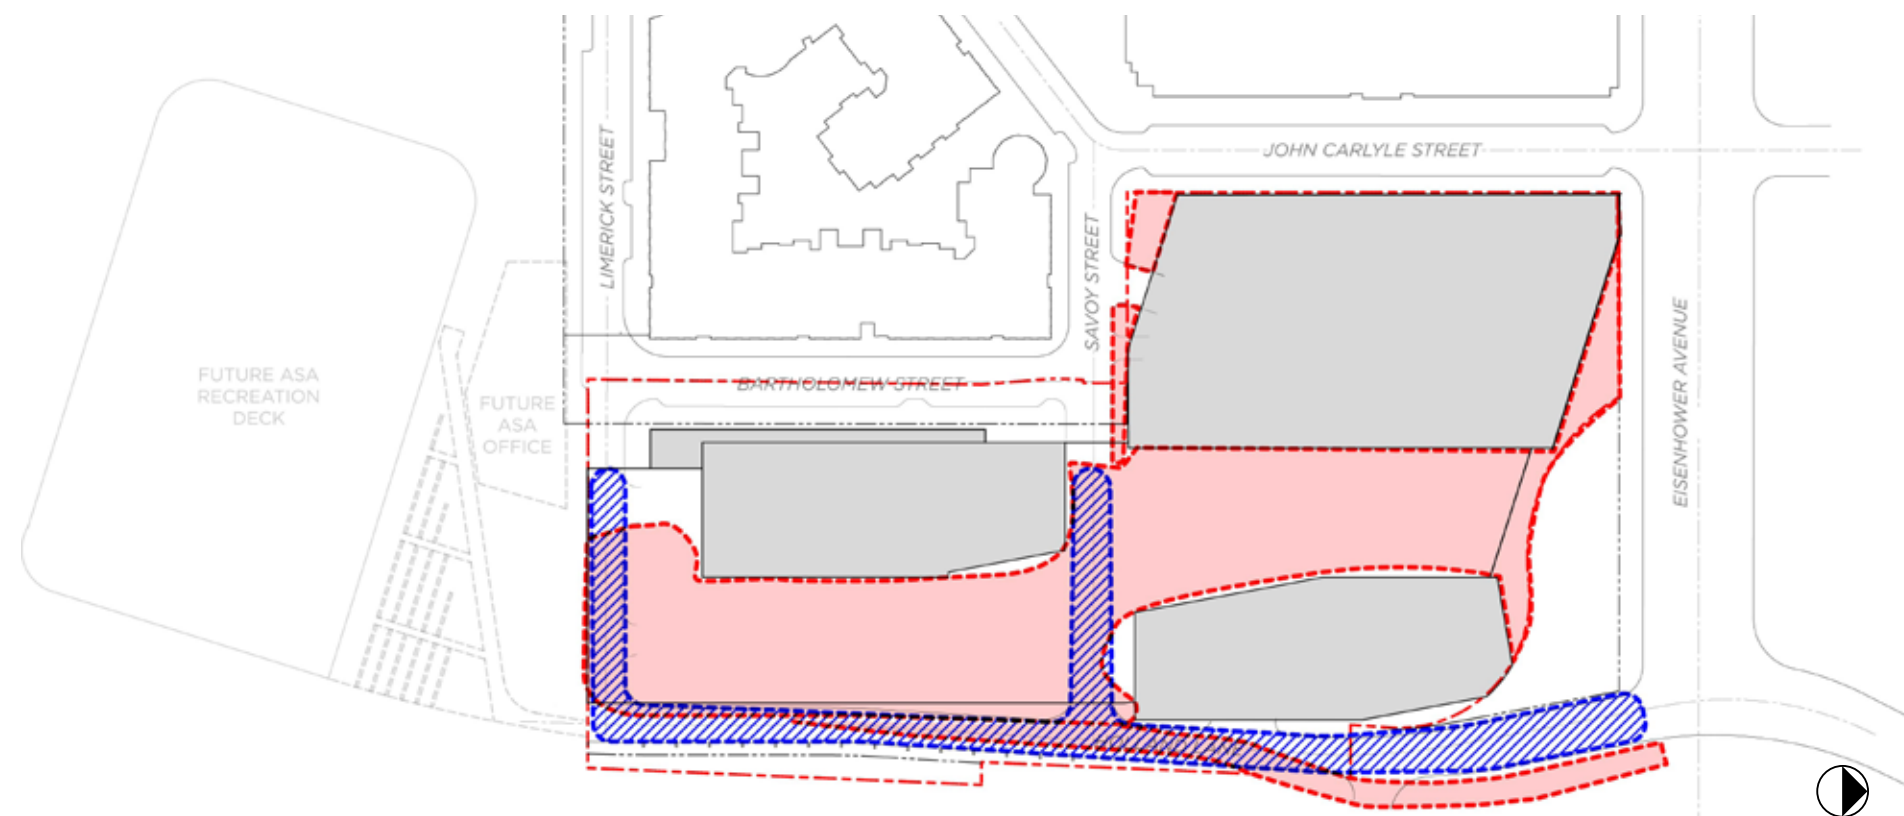 FUTURE ASA
RECREATION
DECK
FUTURE
ASA
OFFICE
LIMERICK STREET
BARTHOLOMEW STREET
SAVOY STREET
JOHN CARLYLE STREET
EISENHOWER AVENUE